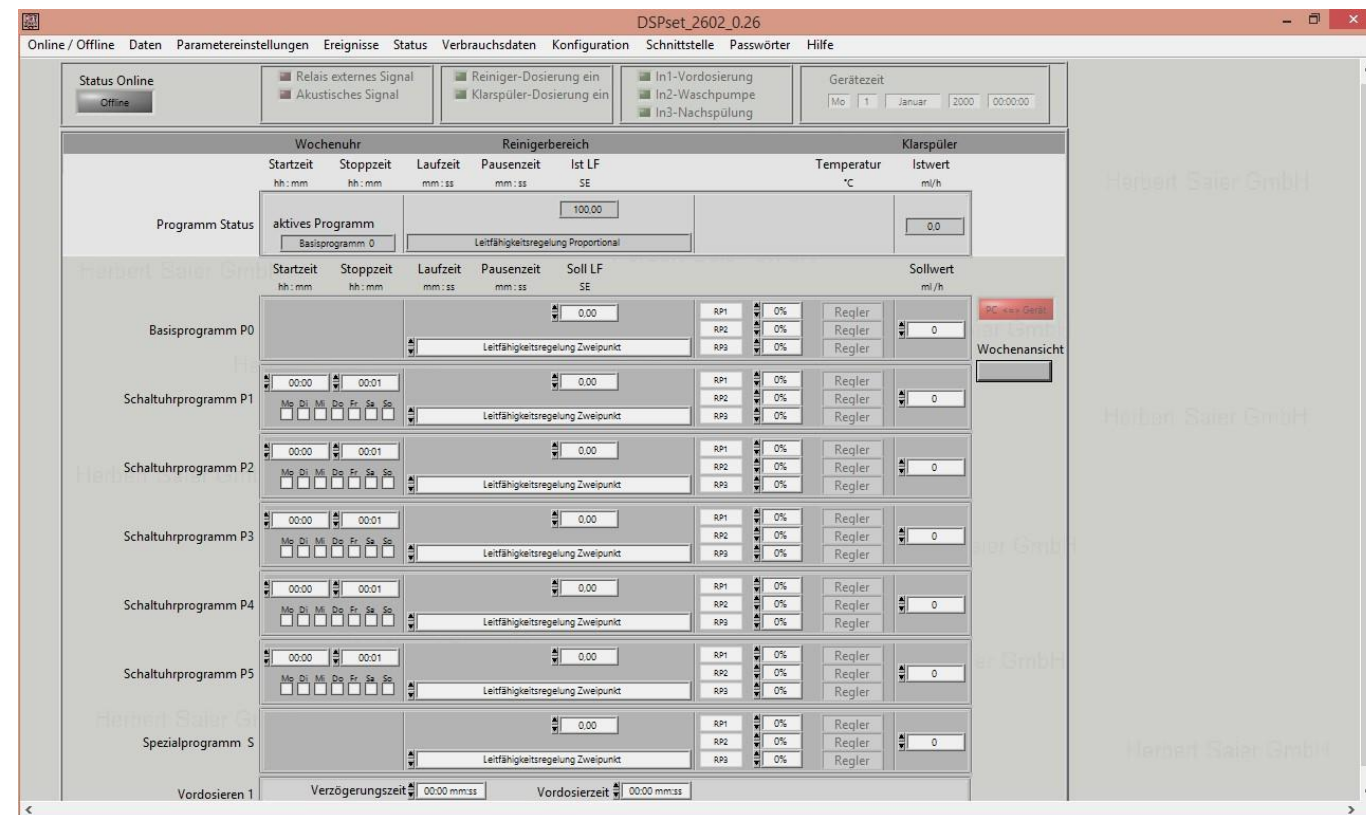 DSPset_2602_0.26
Online / Offline Daten Parametereinstellungen Ereignisse Status Verbrauchsdaten Konfiguration Schnittstelle Passwörter Hilfe
Status Online
Offline
Relais externes Signal
Akustisches Signal
Reiniger-Dosierung ein
Klarspüler-Dosierung ein
In1-Vordosierung
In2-Waschpumpe
In3-Nachspülung
Gerätezeit
Mo 1 Januar 2000 00:00:00
Wochenuhr Reinigerbereich Klarspüler
Startzeit Stoppzeit Laufzeit Pausenzeit Ist LF Temperatur Istwert
hh:mm hh:mm mm:ss mm:ss SE °C ml/h
Programm Status
aktives Programm
Basisprogramm 0
100,00
Leitfähigkeitsregelung Proportional
0,0
Startzeit Stoppzeit Laufzeit Pausenzeit Soll LF Sollwert
hh:mm hh:mm mm:ss mm:ss SE ml/h
Basisprogramm P0
0,00
Leitfähigkeitsregelung Zweipunkt
RP1 0% Regler
RP2 0% Regler
RP3 0% Regler
0
PC <=> Gerät
Wochenansicht
Schaltuhrprogramm P1
00:00 00:01
Mo Di Mi Do Fr Sa So
0,00
Leitfähigkeitsregelung Zweipunkt
RP1 0% Regler
RP2 0% Regler
RP3 0% Regler
0
Schaltuhrprogramm P2
00:00 00:01
Mo Di Mi Do Fr Sa So
0,00
Leitfähigkeitsregelung Zweipunkt
RP1 0% Regler
RP2 0% Regler
RP3 0% Regler
0
Schaltuhrprogramm P3
00:00 00:01
Mo Di Mi Do Fr Sa So
0,00
Leitfähigkeitsregelung Zweipunkt
RP1 0% Regler
RP2 0% Regler
RP3 0% Regler
0
Schaltuhrprogramm P4
00:00 00:01
Mo Di Mi Do Fr Sa So
0,00
Leitfähigkeitsregelung Zweipunkt
RP1 0% Regler
RP2 0% Regler
RP3 0% Regler
0
Schaltuhrprogramm P5
00:00 00:01
Mo Di Mi Do Fr Sa So
0,00
Leitfähigkeitsregelung Zweipunkt
RP1 0% Regler
RP2 0% Regler
RP3 0% Regler
0
Spezialprogramm S
0,00
Leitfähigkeitsregelung Zweipunkt
RP1 0% Regler
RP2 0% Regler
RP3 0% Regler
0
Vordosieren 1
Verzögerungszeit 00:00 mm:ss Vordosierzeit 00:00 mm:ss
Herbert Saier GmbH
Herbert Saier GmbH
Herbert Saier GmbH